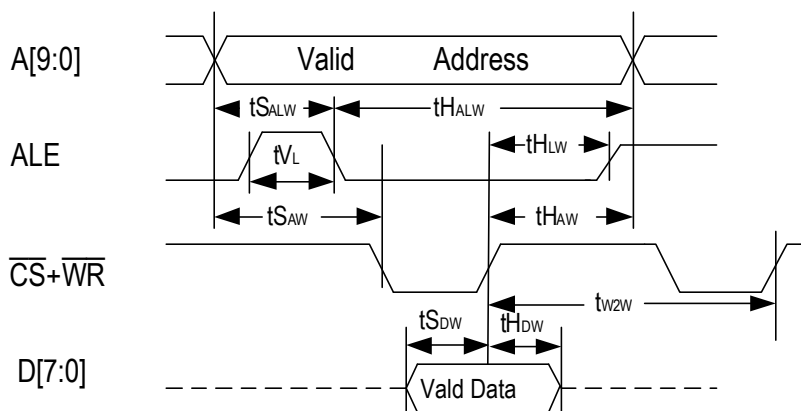 A[9:0]
Valid Address
tSALW
tHALW
ALE
tVL
tHLW
tSAW
tHAW
CS+WR
tW2W
tSDW
tHDW
D[7:0]
Vald Data